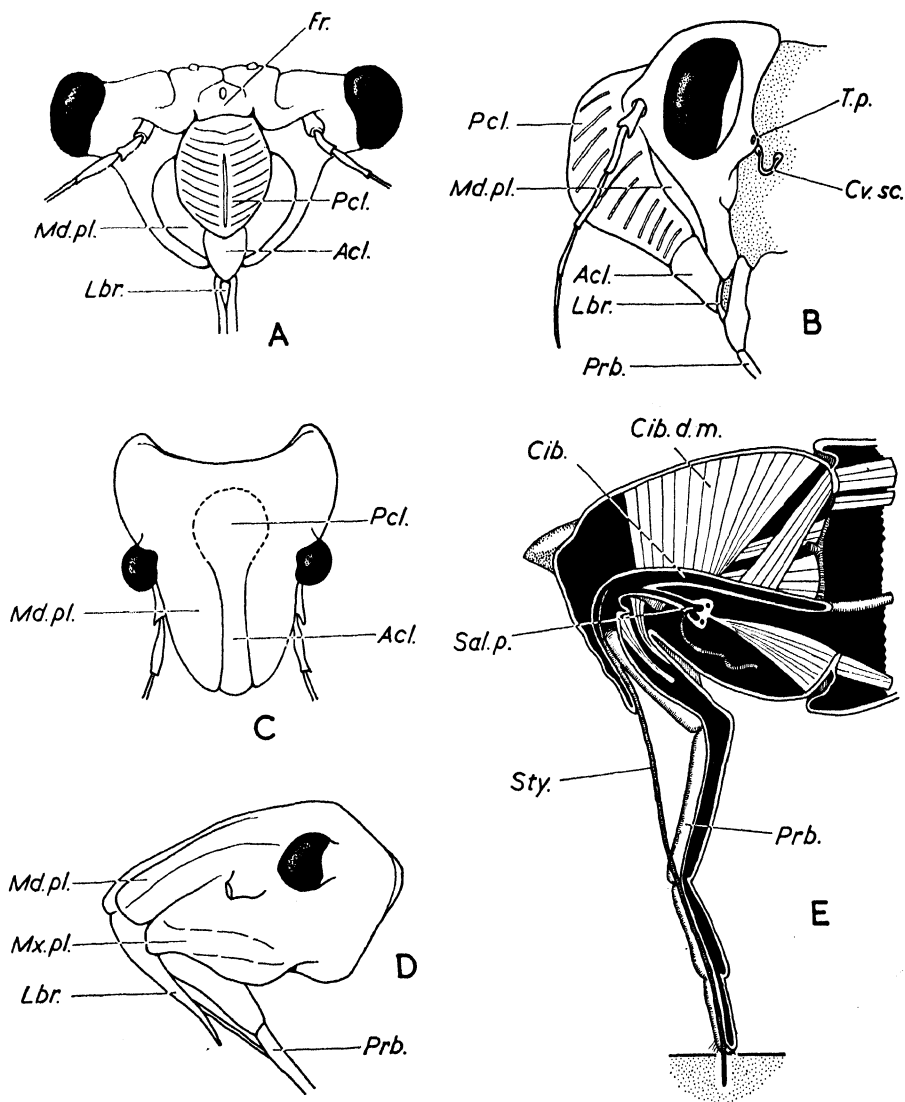 Fr.
Pcl.
Md.pl.
Acl.
Lbr.
A
Pcl.
T.p.
Md.pl.
Cv. sc.
Acl.
Lbr.
B
Prb.
Pcl.
Md.pl.
Acl.
C
Cib. d. m.
Cib.
Sal. p.
Sty.
Prb.
E
Md.pl.
Mx.pl.
D
Lbr.
Prb.